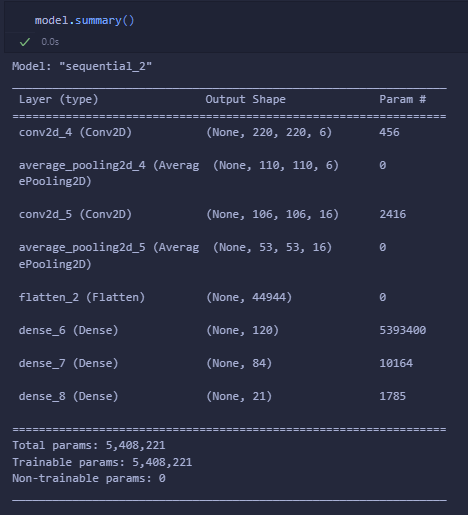 model.summary()
0.0s
Model: "sequential_2"
Layer (type) Output Shape Param #
=================================================================
conv2d_4 (Conv2D) (None, 220, 220, 6) 456
average_pooling2d_4 (Averag (None, 110, 110, 6) 0
ePooling2D)
conv2d_5 (Conv2D) (None, 106, 106, 16) 2416
average_pooling2d_5 (Averag (None, 53, 53, 16) 0
ePooling2D)
flatten_2 (Flatten) (None, 44944) 0
dense_6 (Dense) (None, 120) 5393400
dense_7 (Dense) (None, 84) 10164
dense_8 (Dense) (None, 21) 1785
=================================================================
Total params: 5,408,221
Trainable params: 5,408,221
Non-trainable params: 0